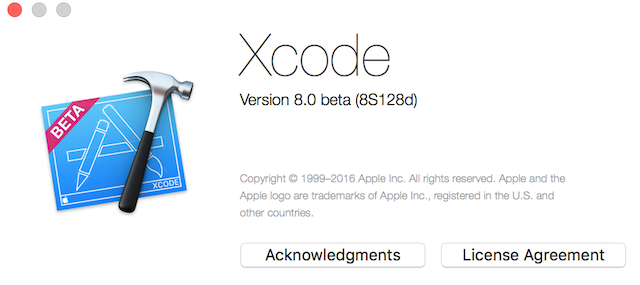 Xcode
Version 8.0 beta (8S128d)
BETA
XCODE
Copyright © 1999–2016 Apple Inc. All rights reserved. Apple and the
Apple logo are trademarks of Apple Inc., registered in the U.S. and
other countries.
Acknowledgments
License Agreement